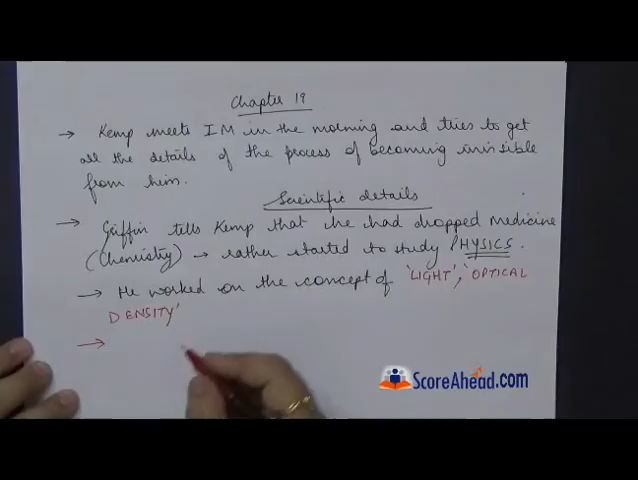 Chapter 19
→ Kemp meets IM in the morning and tries to get
all the details of the process of becoming invisible
from him.
Scientific details
→ Griffin tells Kemp that he had dropped medicine
(Chemistry) → rather started to study PHYSICS.
→ He worked on the concept of 'LIGHT', 'OPTICAL
DENSITY'
→
ScoreAhead.com